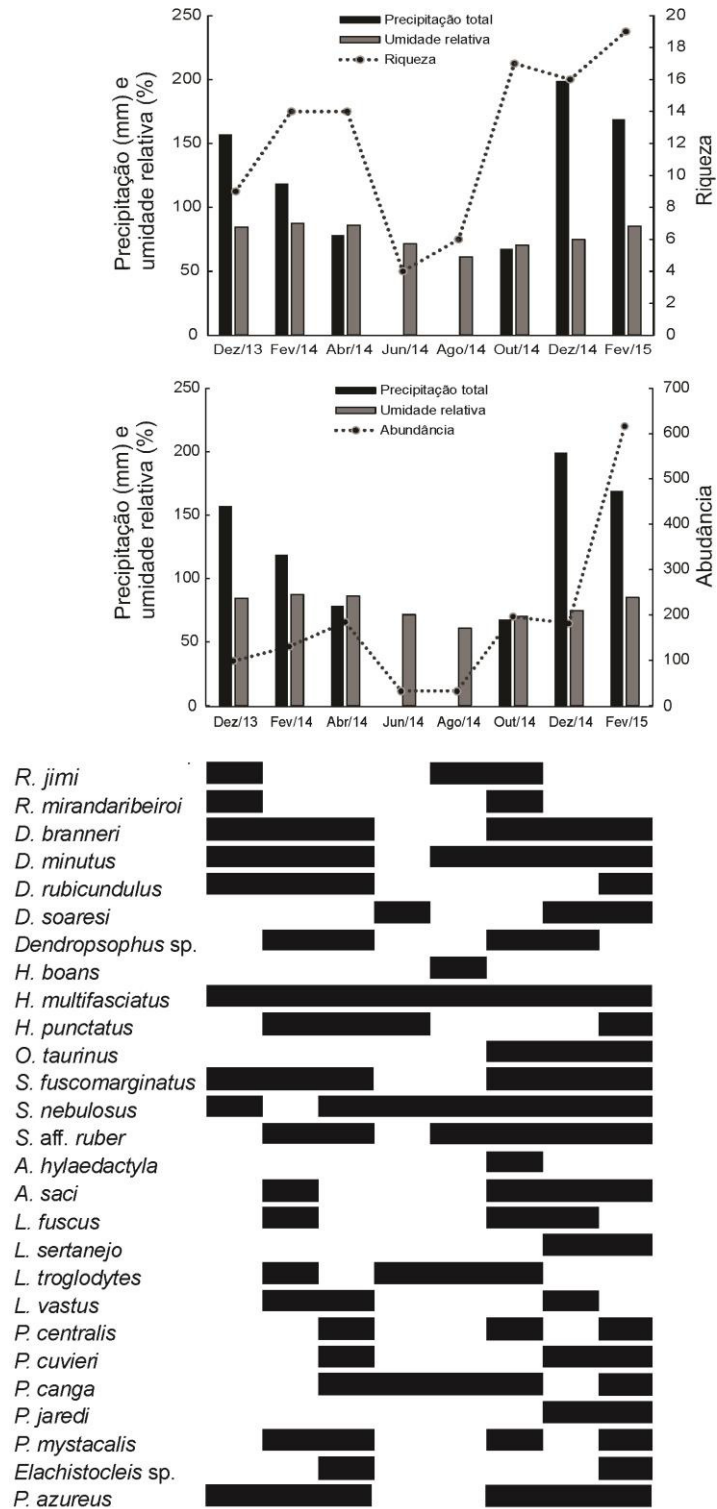 Precipitação total
Umidade relativa
Riqueza
Precipitação (mm) e
umidade relativa (%)
250
200
150
100
50
0
20
18
16
14
12
10
8
6
4
2
0
Riqueza
Dez/13 Fev/14 Abr/14 Jun/14 Ago/14 Out/14 Dez/14 Fev/15
Precipitação total
Umidade relativa
Abundância
Precipitação (mm) e
umidade relativa (%)
250
200
150
100
50
0
700
600
500
400
300
200
100
0
Abudância
Dez/13 Fev/14 Abr/14 Jun/14 Ago/14 Out/14 Dez/14 Fev/15
R. jimi
R. mirandaribeiroi
D. branneri
D. minutus
D. rubicundulus
D. soaresi
Dendropsophus sp.
H. boans
H. multifasciatus
H. punctatus
O. taurinus
S. fuscomarginatus
S. nebulosus
S. aff. ruber
A. hylaedactyla
A. saci
L. fuscus
L. sertanejo
L. troglodytes
L. vastus
P. centralis
P. cuvieri
P. canga
P. jaredi
P. mystacalis
Elachistocleis sp.
P. azureus